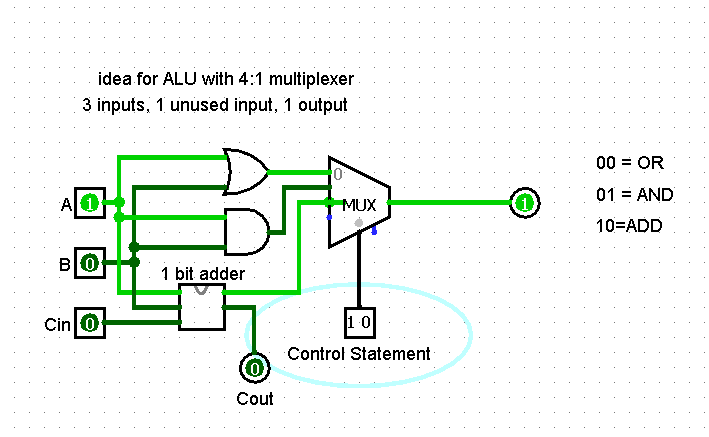 idea for ALU with 4:1 multiplexer
3 inputs, 1 unused input, 1 output
00 = OR
01 = AND
10=ADD
0
A 1
MUX
1
B 0
1 bit adder
Cin 0
1 0
Control Statement
0
Cout